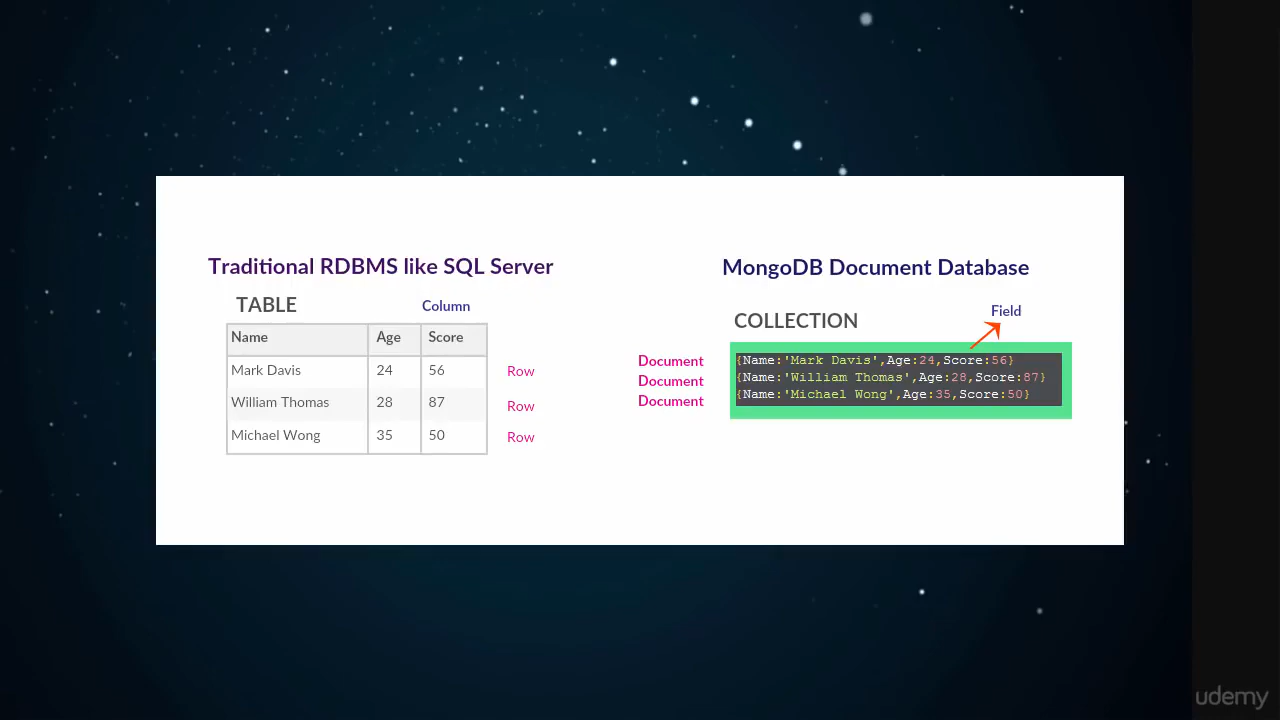 Traditional RDBMS like SQL Server
TABLE
Column
Name Age Score
Mark Davis 24 56 Row
William Thomas 28 87 Row
Michael Wong 35 50 Row
MongoDB Document Database
Field
COLLECTION
Document {Name:'Mark Davis',Age:24,Score:56}
Document {Name:'William Thomas',Age:28,Score:87}
Document {Name:'Michael Wong',Age:35,Score:50}
udemy